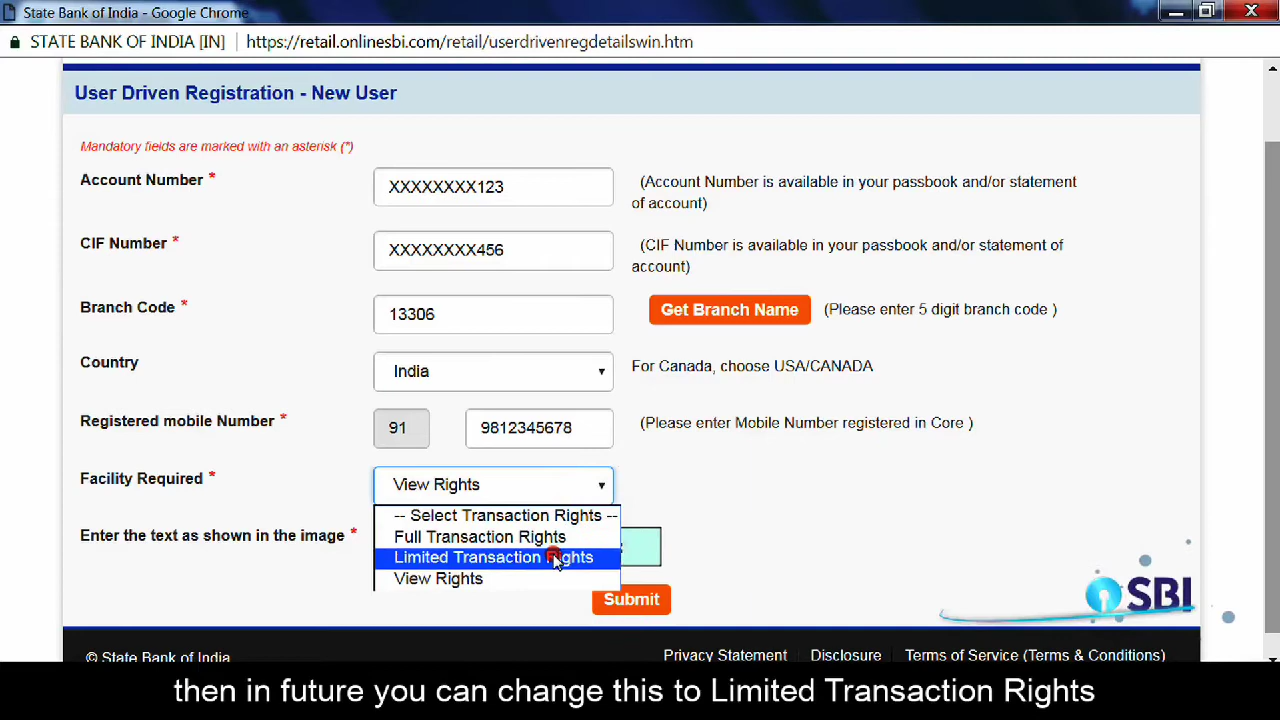 State Bank of India - Google Chrome
STATE BANK OF INDIA [IN] https://retail.onlinesbi.com/retail/userdrivenregdetailswin.htm
User Driven Registration - New User
Mandatory fields are marked with an asterisk (*)
Account Number * XXXXXXXX123 (Account Number is available in your passbook and/or statement
of account)
CIF Number * XXXXXXXX456 (CIF Number is available in your passbook and/or statement of
account)
Branch Code * 13306 Get Branch Name (Please enter 5 digit branch code )
Country India For Canada, choose USA/CANADA
Registered mobile Number * 91 9812345678 (Please enter Mobile Number registered in Core )
Facility Required * View Rights
-- Select Transaction Rights --
Full Transaction Rights
Enter the text as shown in the image *
Limited Transaction Rights
View Rights
Submit
SBI
© State Bank of India Privacy Statement Disclosure Terms of Service (Terms & Conditions)
then in future you can change this to Limited Transaction Rights